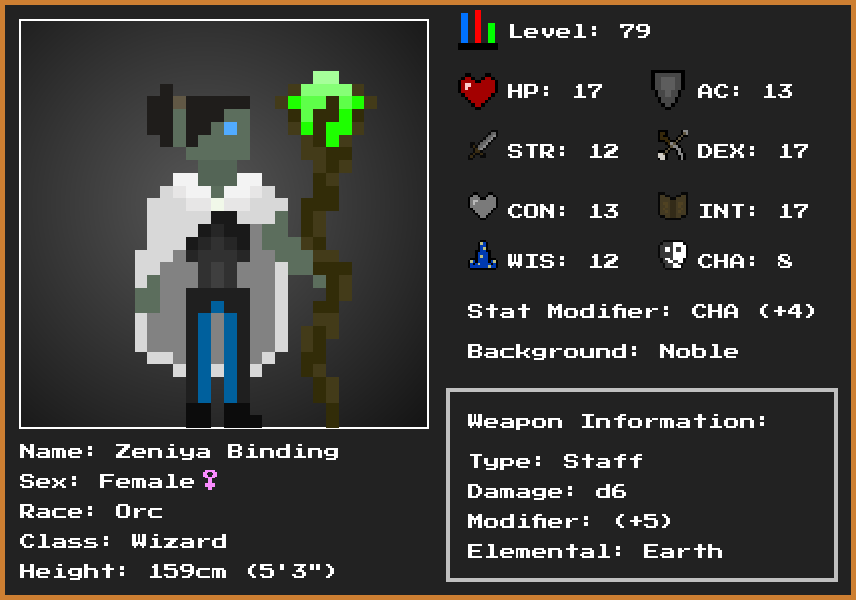 Level: 79
HP: 17
AC: 13
STR: 12
DEX: 17
CON: 13
INT: 17
WIS: 12
CHA: 8
Stat Modifier: CHA (+4)
Background: Noble
Weapon Information:
Type: Staff
Damage: d6
Modifier: (+5)
Elemental: Earth
Name: Zeniya Binding
Sex: Female♀
Race: Orc
Class: Wizard
Height: 159cm (5'3")